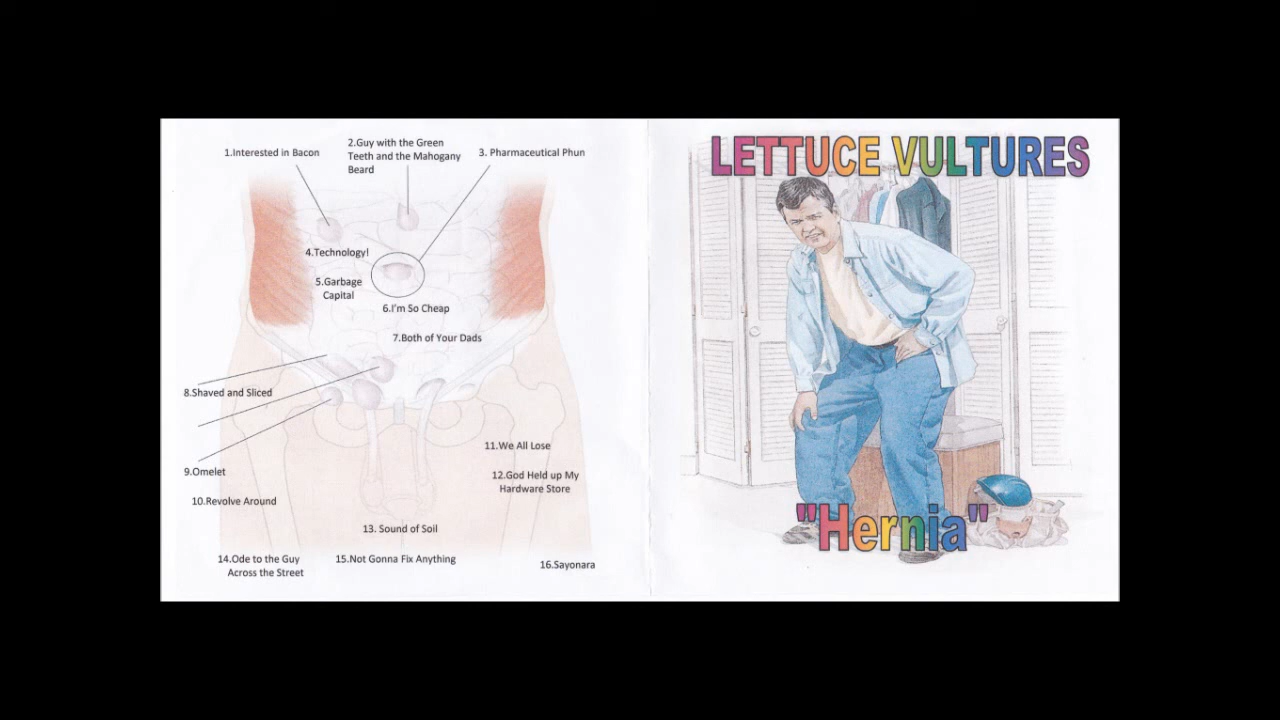 1.Interested in Bacon
2.Guy with the Green
Teeth and the Mahogany
Beard
3. Pharmaceutical Phun
4.Technology!
5.Garbage
Capital
6.I'm So Cheap
7.Both of Your Dads
8.Shaved and Sliced
9.Omelet
10.Revolve Around
11.We All Lose
12.God Held up My
Hardware Store
13. Sound of Soil
14.Ode to the Guy
Across the Street
15.Not Gonna Fix Anything
16.Sayonara
LETTUCE VULTURES
"Hernia"